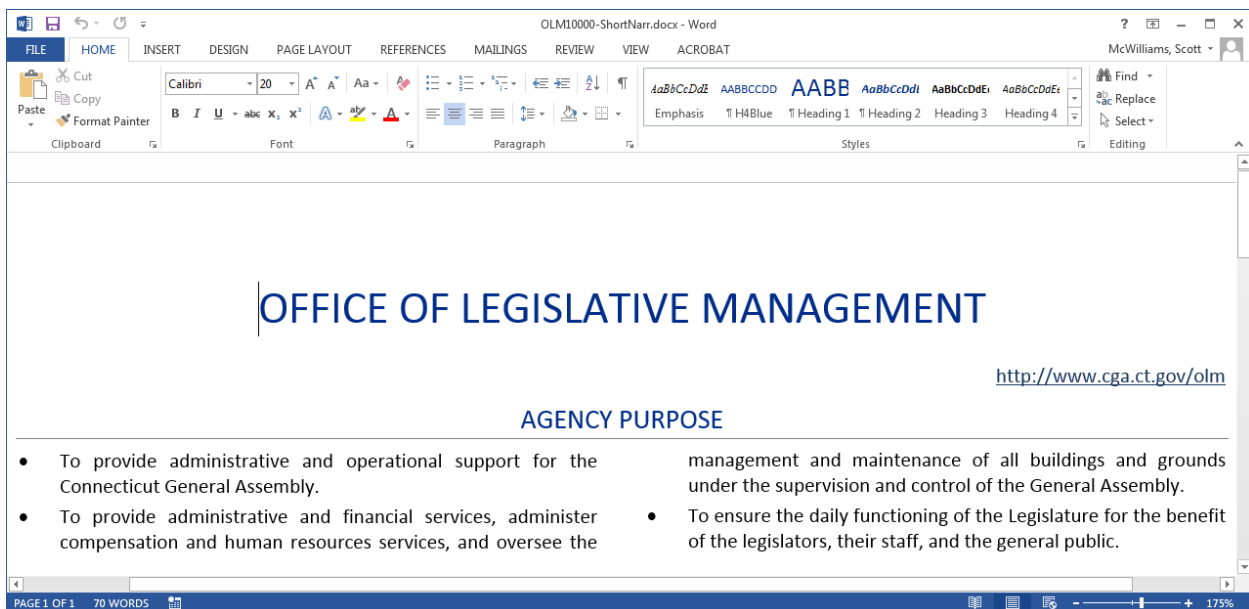 OLM10000-ShortNarr.docx - Word
FILE HOME INSERT DESIGN PAGE LAYOUT REFERENCES MAILINGS REVIEW VIEW ACROBAT McWilliams, Scott
Paste
Cut
Copy
Format Painter
Clipboard
Calibri 20
Font
Paragraph
AaBbCcDdE AABBCCDD AABB AaBbCcDdI AaBbCcDdEı AaBbCcDdEe
Emphasis ¶ H4Blue ¶ Heading 1 ¶ Heading 2 Heading 3 Heading 4
Styles
Find
Replace
Select
Editing
OFFICE OF LEGISLATIVE MANAGEMENT
http://www.cga.ct.gov/olm
AGENCY PURPOSE
• To provide administrative and operational support for the
Connecticut General Assembly.
• To provide administrative and financial services, administer
compensation and human resources services, and oversee the
management and maintenance of all buildings and grounds
under the supervision and control of the General Assembly.
• To ensure the daily functioning of the Legislature for the benefit
of the legislators, their staff, and the general public.
PAGE 1 OF 1 70 WORDS 175%